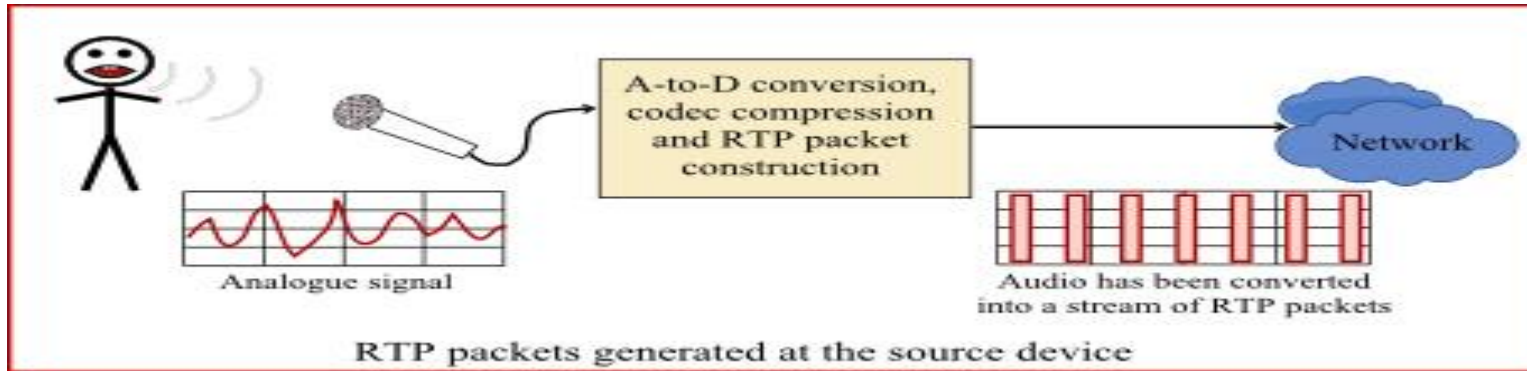 A-to-D conversion,
codec compression
and RTP packet
construction
Network
Analogue signal
Audio has been converted
into a stream of RTP packets
RTP packets generated at the source device